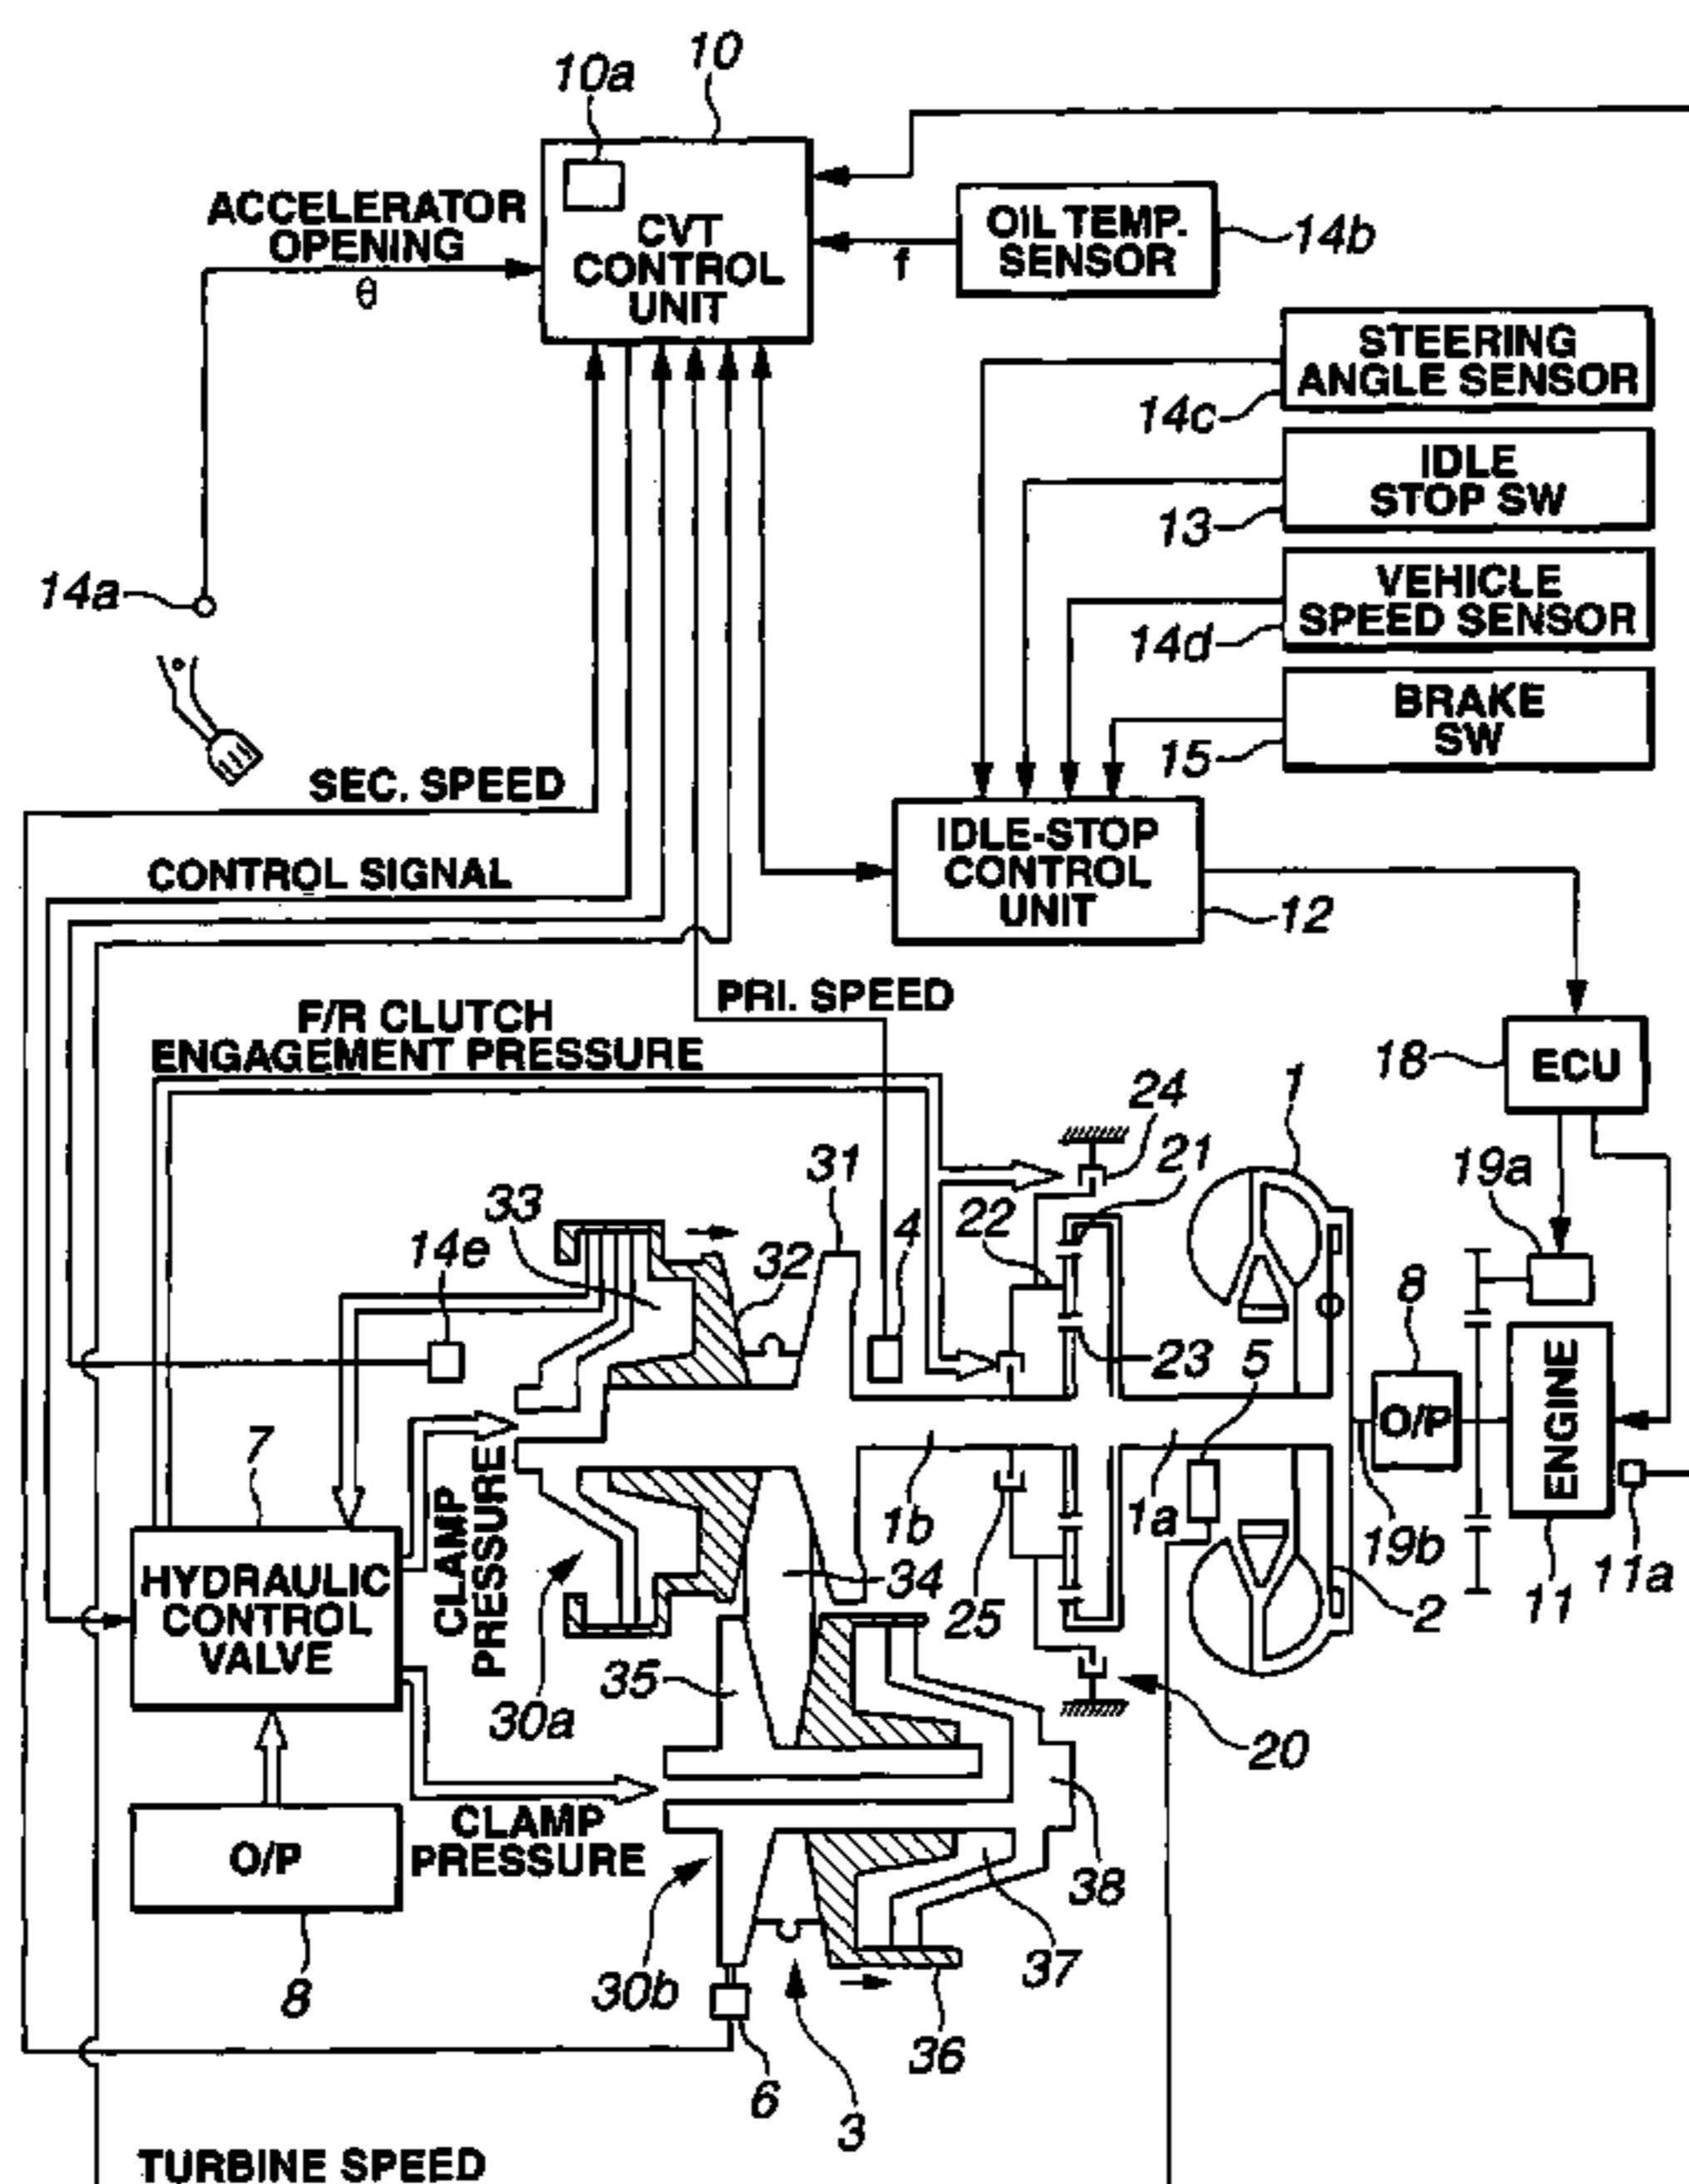 10
10a
ACCELERATOR
OPENING
θ
CVT
CONTROL
UNIT
f
OIL TEMP.
SENSOR
14b
STEERING
ANGLE SENSOR
14c
IDLE
STOP SW
13
14a
VEHICLE
SPEED SENSOR
14d
BRAKE
SW
15
SEC. SPEED
IDLE-STOP
CONTROL
UNIT
12
CONTROL SIGNAL
PRI. SPEED
F/R CLUTCH
ENGAGEMENT PRESSURE
18
ECU
1
24
21
31
19a
33
14e
32
4
22
8
23
5
O/P
ENGINE
7
CLAMP
PRESSURE
1b
1a
19b
11a
HYDRAULIC
CONTROL
VALVE
34
25
2
11
35
30a
20
CLAMP
PRESSURE
O/P
38
37
30b
8
36
6
3
TURBINE SPEED